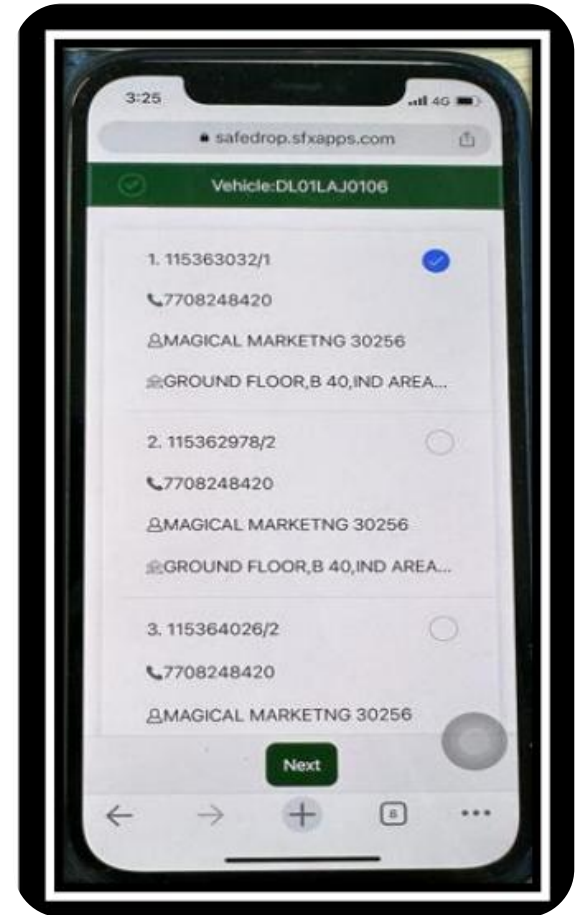 3:25 4G
safedrop.sfxapps.com
Vehicle:DL01LAJ0106
1. 115363032/1
7708248420
MAGICAL MARKETNG 30256
GROUND FLOOR,B 40,IND AREA...
2. 115362978/2
7708248420
MAGICAL MARKETNG 30256
GROUND FLOOR,B 40,IND AREA...
3. 115364026/2
7708248420
MAGICAL MARKETNG 30256
Next
8